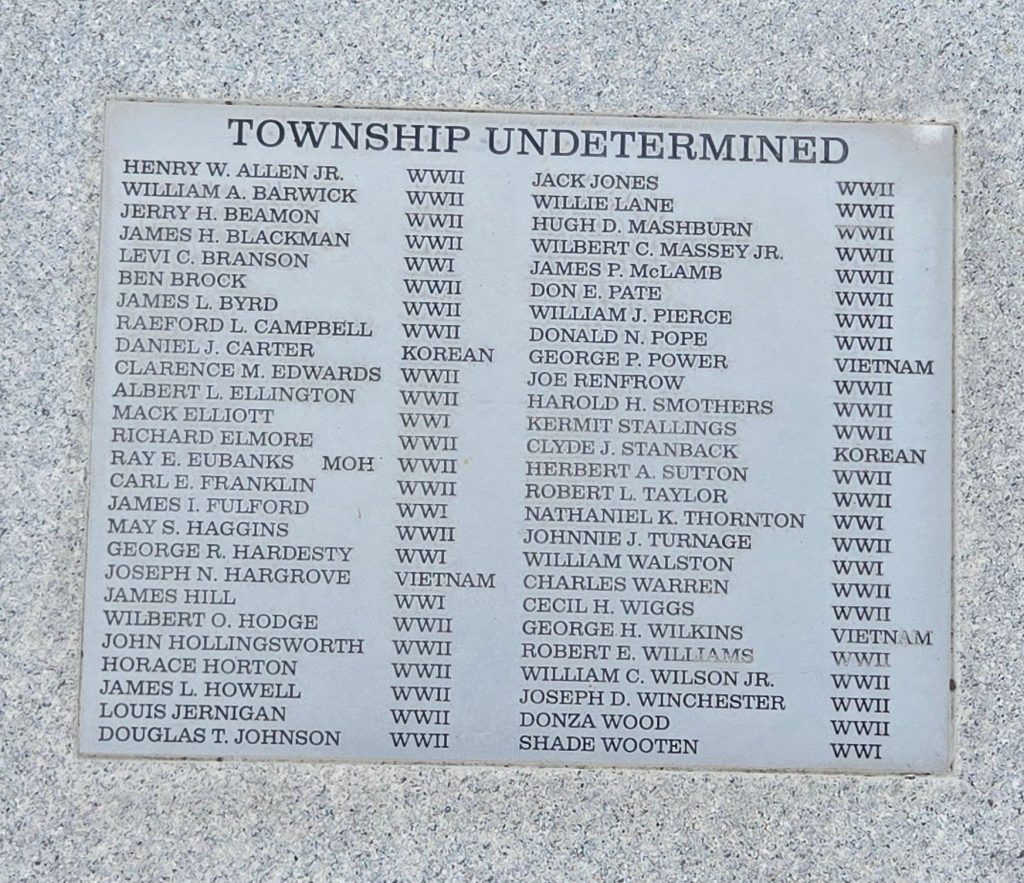 TOWNSHIP UNDETERMINED
HENRY W. ALLEN JR. WWII
WILLIAM A. BARWICK WWII
JERRY H. BEAMON WWII
JAMES H. BLACKMAN WWII
LEVI C. BRANSON WWI
BEN BROCK WWII
JAMES L. BYRD WWII
RAEFORD L. CAMPBELL WWII
DANIEL J. CARTER KOREAN
CLARENCE M. EDWARDS WWII
ALBERT L. ELLINGTON WWII
MACK ELLIOTT WWI
RICHARD ELMORE WWII
RAY E. EUBANKS MOH WWII
CARL E. FRANKLIN WWII
JAMES I. FULFORD WWI
MAY S. HAGGINS WWII
GEORGE R. HARDESTY WWI
JOSEPH N. HARGROVE VIETNAM
JAMES HILL WWI
WILBERT O. HODGE WWII
JOHN HOLLINGSWORTH WWII
HORACE HORTON WWII
JAMES L. HOWELL WWII
LOUIS JERNIGAN WWII
DOUGLAS T. JOHNSON WWII
JACK JONES WWII
WILLIE LANE WWII
HUGH D. MASHBURN WWII
WILBERT C. MASSEY JR. WWII
JAMES P. McLAMB WWII
DON E. PATE WWII
WILLIAM J. PIERCE WWII
DONALD N. POPE WWII
GEORGE P. POWER VIETNAM
JOE RENFROW WWII
HAROLD H. SMOTHERS WWII
KERMIT STALLINGS WWII
CLYDE J. STANBACK KOREAN
HERBERT A. SUTTON WWII
ROBERT L. TAYLOR WWII
NATHANIEL K. THORNTON WWI
JOHNNIE J. TURNAGE WWII
WILLIAM WALSTON WWI
CHARLES WARREN WWII
CECIL H. WIGGS WWII
GEORGE H. WILKINS VIETNAM
ROBERT E. WILLIAMS WWII
WILLIAM C. WILSON JR. WWII
JOSEPH D. WINCHESTER WWII
DONZA WOOD WWII
SHADE WOOTEN WWI